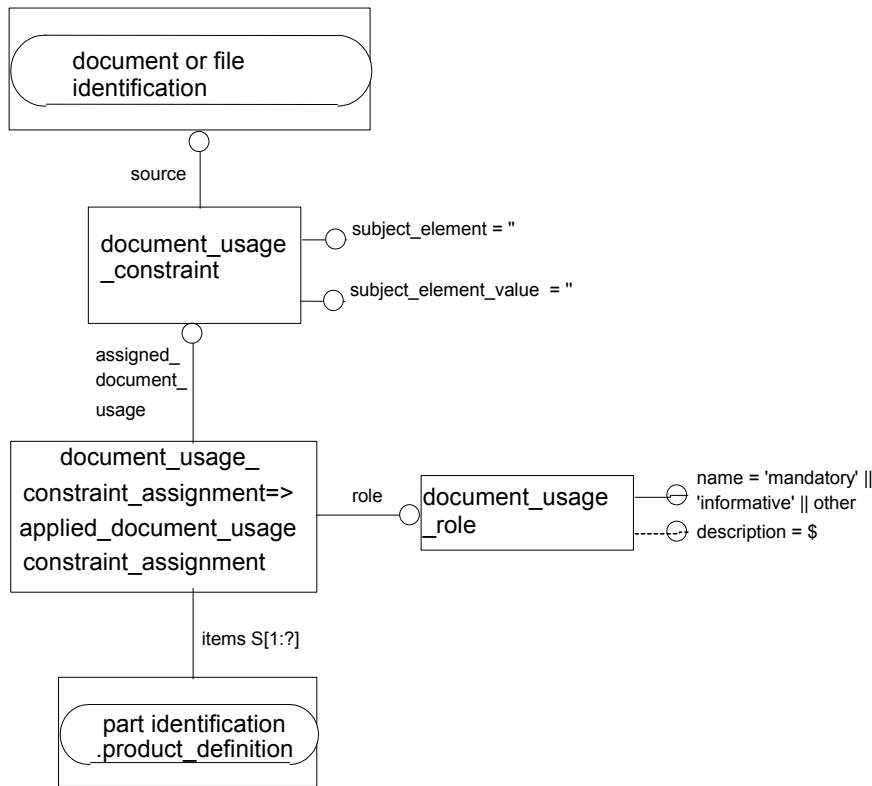 document or file
identification
source
document_usage
_constraint
subject_element = ''
subject_element_value = ''
assigned_
document_
usage
document_usage_
constraint_assignment=>
applied_document_usage
constraint_assignment
role
document_usage
_role
name = 'mandatory' ||
'informative' || other
description = $
items S[1:?]
part identification
.product_definition